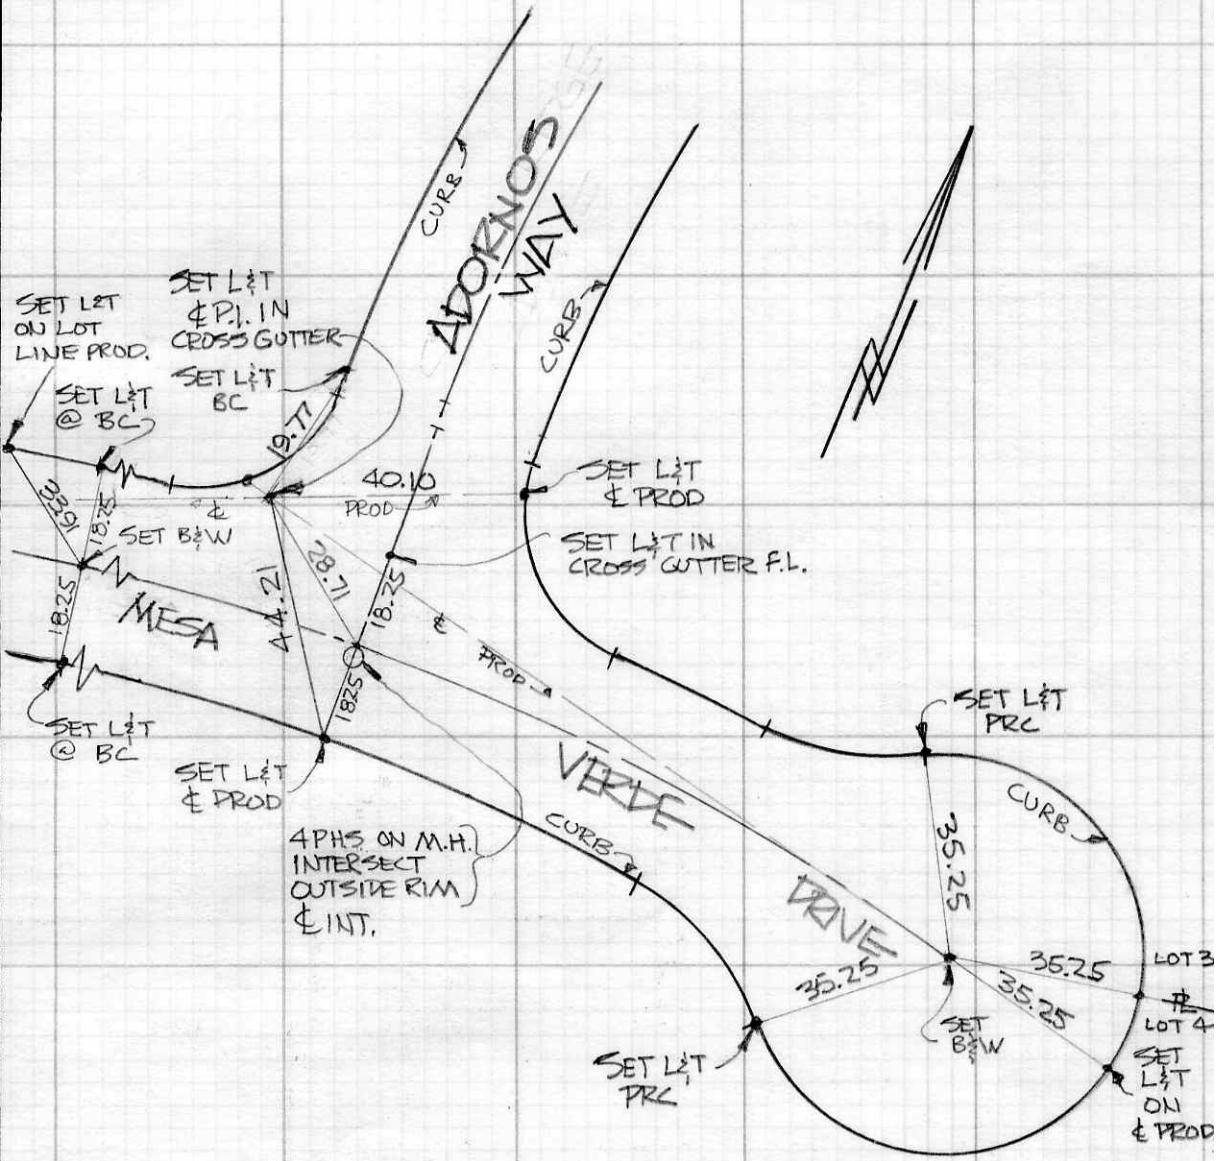 ADORNOS
WAY
CURB
CURB
SET L&T
℄ P.I. IN
CROSS GUTTER
SET L&T
ON LOT
LINE PROD.
SET L&T
BC
SET L&T
@ BC
19.77
40.10
PROD
SET L&T
℄ PROD
33.91
18.25
℄
SET B&W
28.71
SET L&T IN
CROSS GUTTER F.L.
18.25
44.21
18.25
MESA
℄
PROD
18.25
SET L&T
@ BC
SET L&T
℄ PROD
SET L&T
PRC
VERDE
CURB
CURB
4 PHS ON M.H.
INTERSECT
OUTSIDE RIM
℄ INT.
35.25
DRIVE
35.25
35.25
35.25
LOT 3
PL
LOT 4
SET
B&W
SET L&T
PRC
SET
L&T
ON
℄ PROD